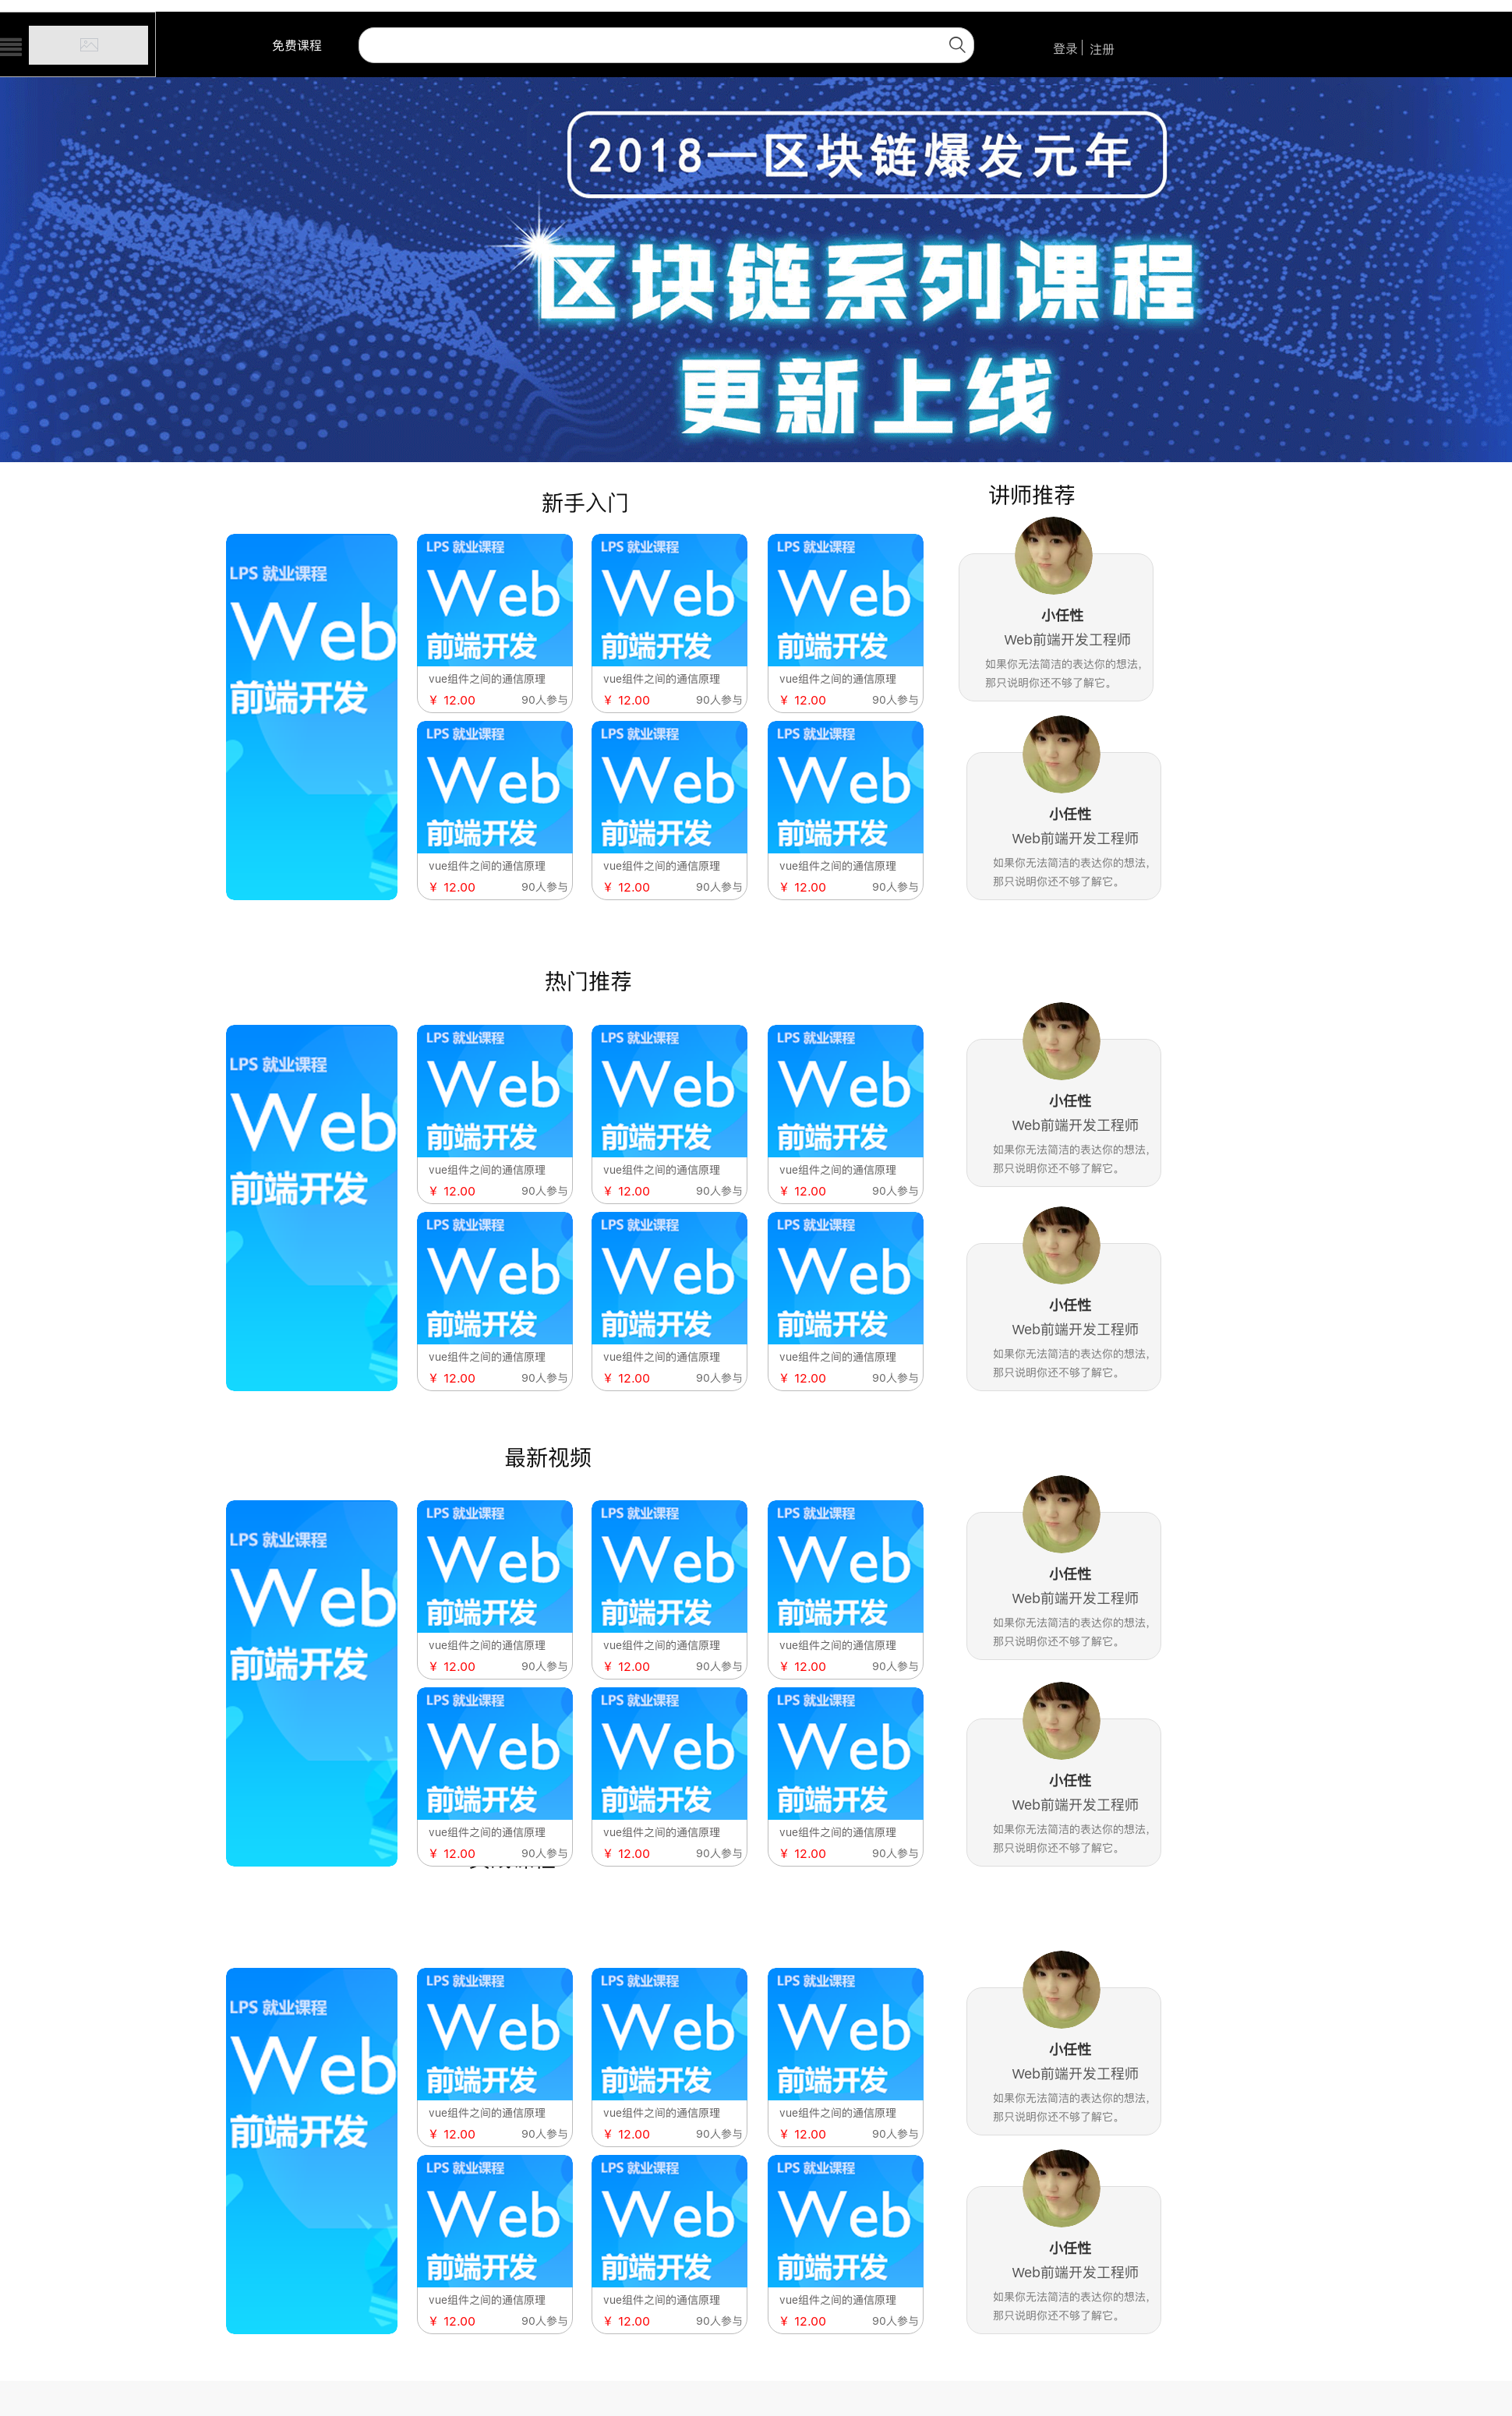 免费课程
登录
注册
2018—区块链爆发元年
区块链系列课程
更新上线
新手入门
讲师推荐
LPS 就业课程
Web
前端开发
LPS 就业课程
Web
前端开发
vue组件之间的通信原理
¥ 12.00 90人参与
LPS 就业课程
Web
前端开发
vue组件之间的通信原理
¥ 12.00 90人参与
LPS 就业课程
Web
前端开发
vue组件之间的通信原理
¥ 12.00 90人参与
小任性
Web前端开发工程师
如果你无法简洁的表达你的想法,
那只说明你还不够了解它。
LPS 就业课程
Web
前端开发
vue组件之间的通信原理
¥ 12.00 90人参与
LPS 就业课程
Web
前端开发
vue组件之间的通信原理
¥ 12.00 90人参与
LPS 就业课程
Web
前端开发
vue组件之间的通信原理
¥ 12.00 90人参与
小任性
Web前端开发工程师
如果你无法简洁的表达你的想法,
那只说明你还不够了解它。
热门推荐
LPS 就业课程
Web
前端开发
LPS 就业课程
Web
前端开发
vue组件之间的通信原理
¥ 12.00 90人参与
LPS 就业课程
Web
前端开发
vue组件之间的通信原理
¥ 12.00 90人参与
LPS 就业课程
Web
前端开发
vue组件之间的通信原理
¥ 12.00 90人参与
小任性
Web前端开发工程师
如果你无法简洁的表达你的想法,
那只说明你还不够了解它。
LPS 就业课程
Web
前端开发
vue组件之间的通信原理
¥ 12.00 90人参与
LPS 就业课程
Web
前端开发
vue组件之间的通信原理
¥ 12.00 90人参与
LPS 就业课程
Web
前端开发
vue组件之间的通信原理
¥ 12.00 90人参与
小任性
Web前端开发工程师
如果你无法简洁的表达你的想法,
那只说明你还不够了解它。
最新视频
LPS 就业课程
Web
前端开发
LPS 就业课程
Web
前端开发
vue组件之间的通信原理
¥ 12.00 90人参与
LPS 就业课程
Web
前端开发
vue组件之间的通信原理
¥ 12.00 90人参与
LPS 就业课程
Web
前端开发
vue组件之间的通信原理
¥ 12.00 90人参与
小任性
Web前端开发工程师
如果你无法简洁的表达你的想法,
那只说明你还不够了解它。
LPS 就业课程
Web
前端开发
vue组件之间的通信原理
¥ 12.00 90人参与
LPS 就业课程
Web
前端开发
vue组件之间的通信原理
¥ 12.00 90人参与
LPS 就业课程
Web
前端开发
vue组件之间的通信原理
¥ 12.00 90人参与
小任性
Web前端开发工程师
如果你无法简洁的表达你的想法,
那只说明你还不够了解它。
LPS 就业课程
Web
前端开发
LPS 就业课程
Web
前端开发
vue组件之间的通信原理
¥ 12.00 90人参与
LPS 就业课程
Web
前端开发
vue组件之间的通信原理
¥ 12.00 90人参与
LPS 就业课程
Web
前端开发
vue组件之间的通信原理
¥ 12.00 90人参与
小任性
Web前端开发工程师
如果你无法简洁的表达你的想法,
那只说明你还不够了解它。
LPS 就业课程
Web
前端开发
vue组件之间的通信原理
¥ 12.00 90人参与
LPS 就业课程
Web
前端开发
vue组件之间的通信原理
¥ 12.00 90人参与
LPS 就业课程
Web
前端开发
vue组件之间的通信原理
¥ 12.00 90人参与
小任性
Web前端开发工程师
如果你无法简洁的表达你的想法,
那只说明你还不够了解它。